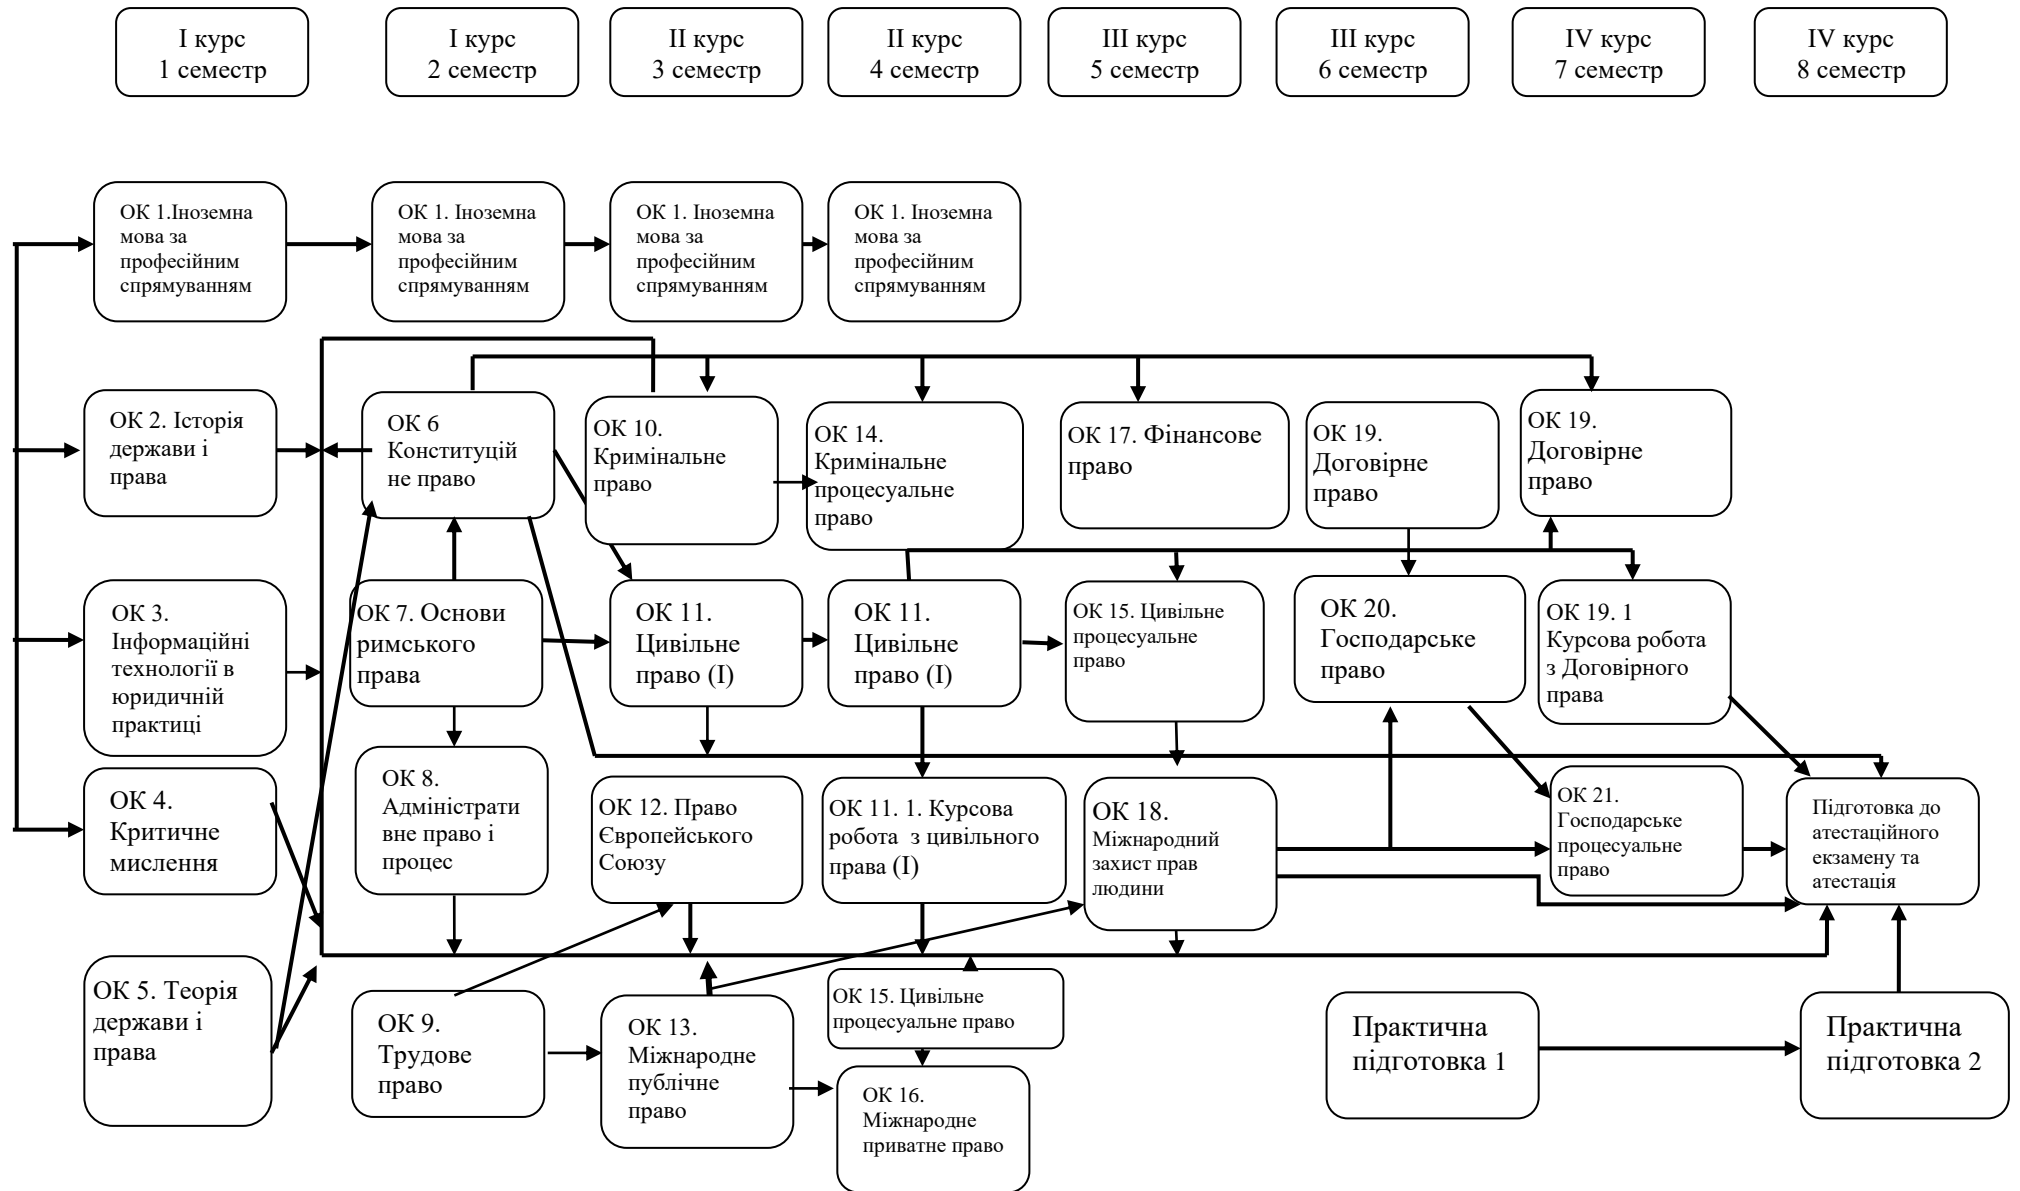 І курс
1 семестр
І курс
2 семестр
ІІ курс
3 семестр
ІІ курс
4 семестр
ІІІ курс
5 семестр
ІІІ курс
6 семестр
IV курс
7 семестр
IV курс
8 семестр
ОК 1.Іноземна
мова за
професійним
спрямуванням
ОК 1. Іноземна
мова за
професійним
спрямуванням
ОК 1. Іноземна
мова за
професійним
спрямуванням
ОК 1. Іноземна
мова за
професійним
спрямуванням
ОК 2. Історія
держави і
права
ОК 6
Конституцій
не право
ОК 10.
Кримінальне
право
ОК 14.
Кримінальне
процесуальне
право
ОК 17. Фінансове
право
ОК 19.
Договірне
право
ОК 19.
Договірне
право
ОК 3.
Інформаційні
технології в
юридичній
практиці
ОК 7. Основи
римського
права
ОК 11.
Цивільне
право (І)
ОК 11.
Цивільне
право (І)
ОК 15. Цивільне
процесуальне
право
ОК 20.
Господарське
право
ОК 19. 1
Курсова робота
з Договірного
права
ОК 4.
Критичне
мислення
ОК 8.
Адміністрати
вне право і
процес
ОК 12. Право
Європейського
Союзу
ОК 11. 1. Курсова
робота з цивільного
права (І)
ОК 18.
Міжнародний
захист прав
людини
ОК 21.
Господарське
процесуальне
право
Підготовка до
атестаційного
екзамену та
атестація
ОК 5. Теорія
держави і
права
ОК 9.
Трудове
право
ОК 13.
Міжнародне
публічне
право
ОК 15. Цивільне
процесуальне право
ОК 16.
Міжнародне
приватне право
Практична
підготовка 1
Практична
підготовка 2